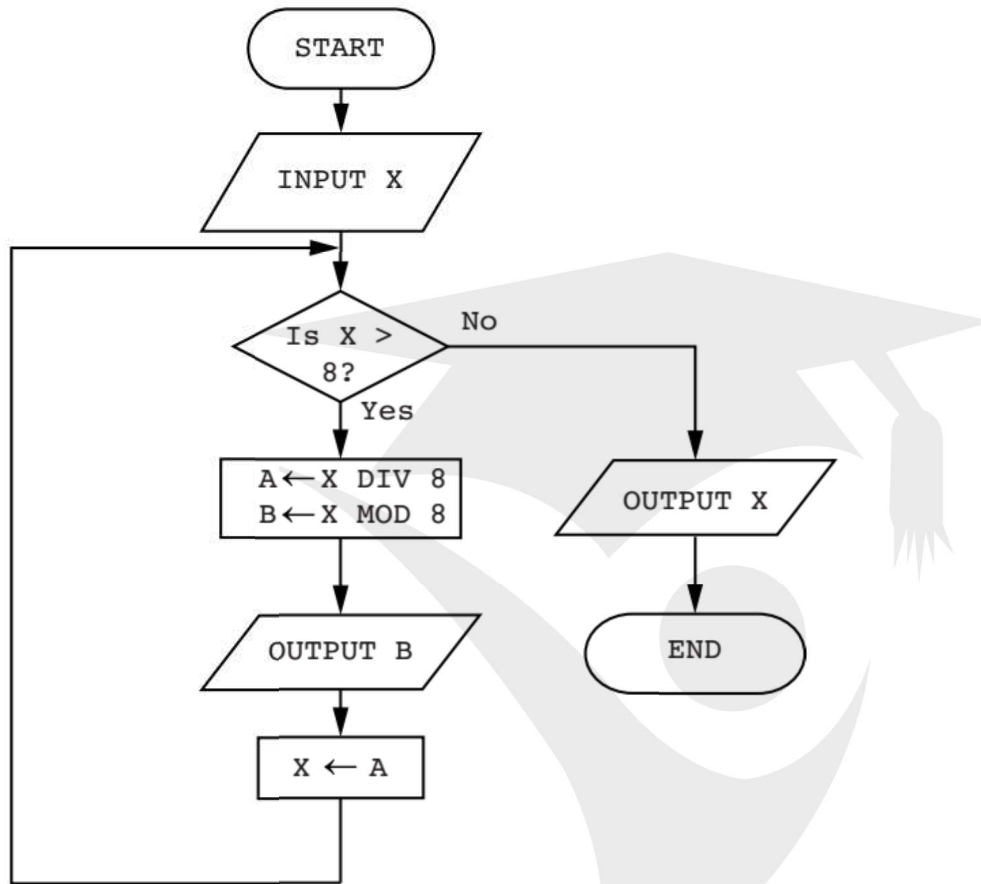 START
INPUT X
Is X >
8?
No
Yes
A←X DIV 8
B←X MOD 8
OUTPUT X
OUTPUT B
END
X ← A